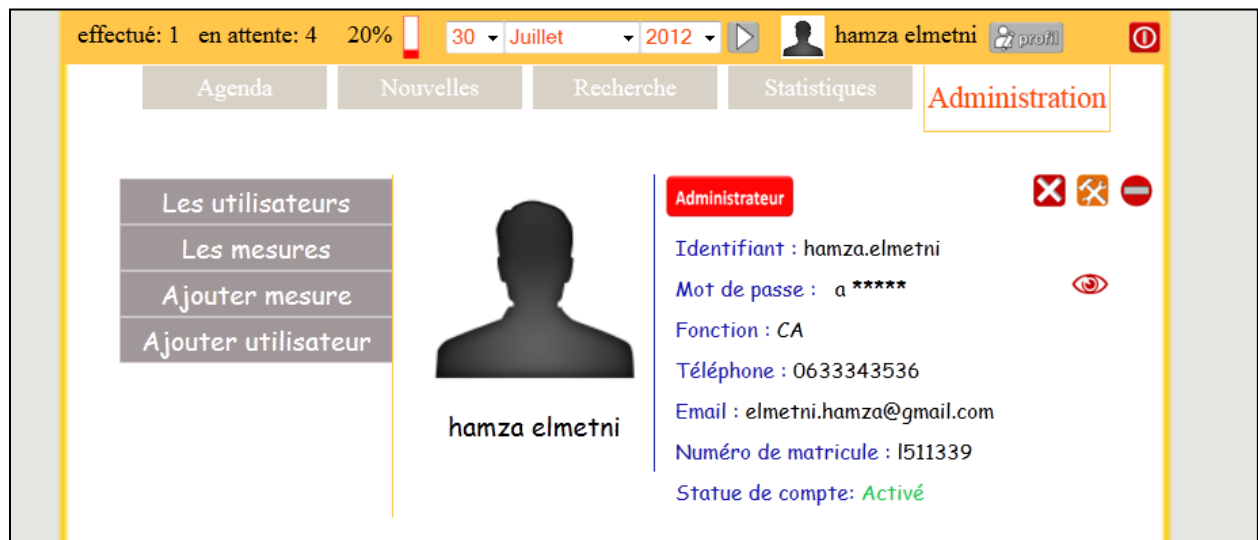 effectué: 1 en attente: 4 20% 30 Juillet 2012 hamza elmetni profil
Agenda Nouvelles Recherche Statistiques Administration
Les utilisateurs
Les mesures
Ajouter mesure
Ajouter utilisateur
hamza elmetni
Administrateur
Identifiant : hamza.elmetni
Mot de passe : a *****
Fonction : CA
Téléphone : 0633343536
Email : elmetni.hamza@gmail.com
Numéro de matricule : l511339
Statue de compte: Activé